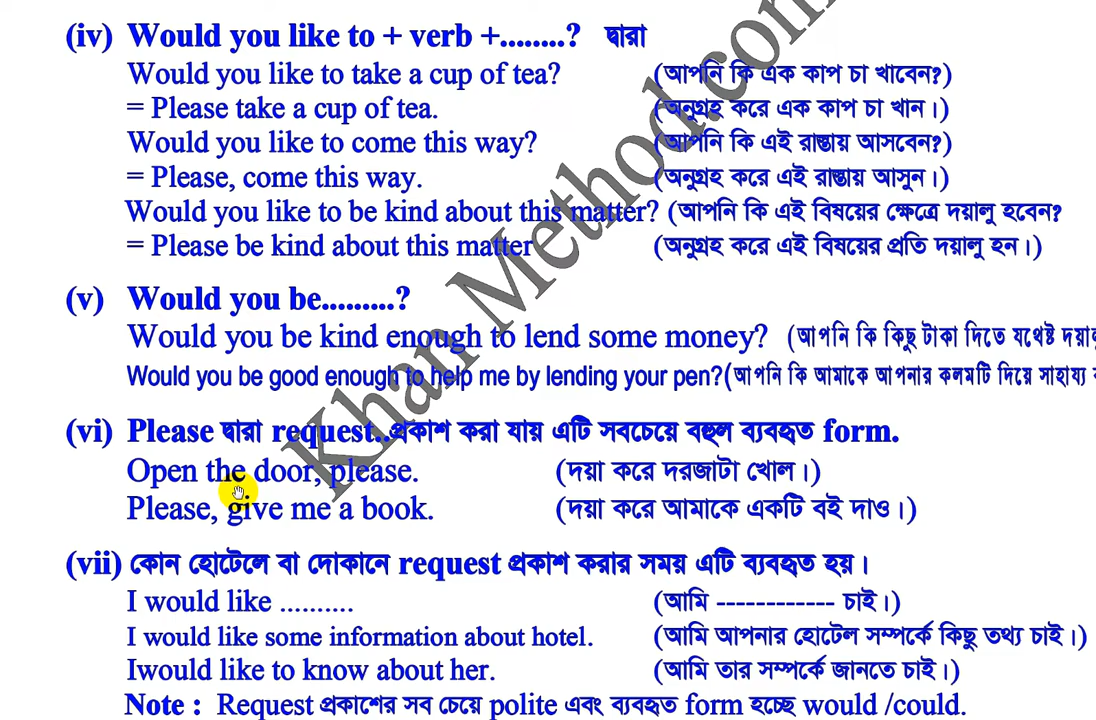 (iv) Would you like to + verb +........? দ্বারা
Would you like to take a cup of tea? (আপনি কি এক কাপ চা খাবেন?)
= Please take a cup of tea. (অনুগ্রহ করে এক কাপ চা খান।)
Would you like to come this way? (আপনি কি এই রাস্তায় আসবেন?)
= Please, come this way. (অনুগ্রহ করে এই রাস্তায় আসুন।)
Would you like to be kind about this matter? (আপনি কি এই বিষয়ের ক্ষেত্রে দয়ালু হবেন?
= Please be kind about this matter (অনুগ্রহ করে এই বিষয়ের প্রতি দয়ালু হন।)
(v) Would you be.........?
Would you be kind enough to lend some money? (আপনি কি কিছু টাকা দিতে যথেষ্ট
Would you be good enough to help me by lending your pen?(আপনি কি আমাকে আপনার কলমটি দিয়ে সাহায্য
(vi) Please দ্বারা request..প্রকাশ করা যায় এটি সবচেয়ে বহুল ব্যবহৃত form.
Open the door, please. (দয়া করে দরজাটা খোল।)
Please, give me a book. (দয়া করে আমাকে একটি বই দাও।)
(vii) কোন হোটেলে বা দোকানে request প্রকাশ করার সময় এটি ব্যবহৃত হয়।
I would like .......... (আমি ------------ চাই।)
I would like some information about hotel. (আমি আপনার হোটেল সম্পর্কে কিছু তথ্য চাই।)
Iwould like to know about her. (আমি তার সম্পর্কে জানতে চাই।)
Note : Request প্রকাশের সব চেয়ে polite এবং ব্যবহৃত form হচ্ছে would /could.
Khan Method.com